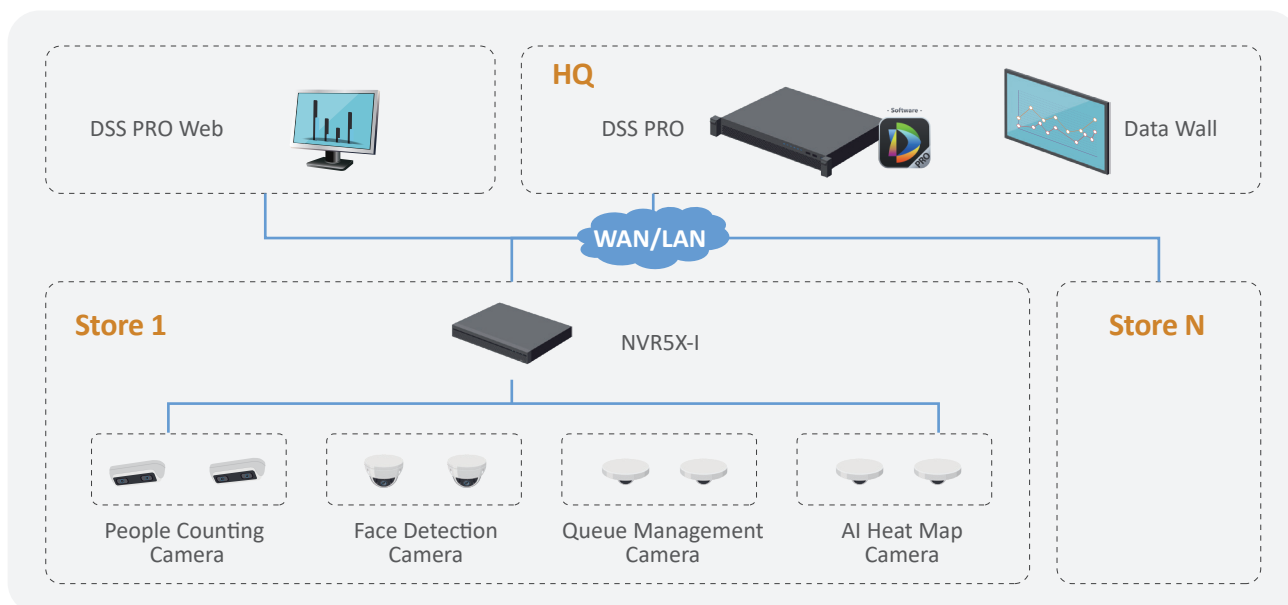 HQ
DSS PRO Web
DSS PRO
- Software -
PRO
Data Wall
WAN/LAN
Store 1
NVR5X-I
Store N
People Counting
Camera
Face Detection
Camera
Queue Management
Camera
AI Heat Map
Camera